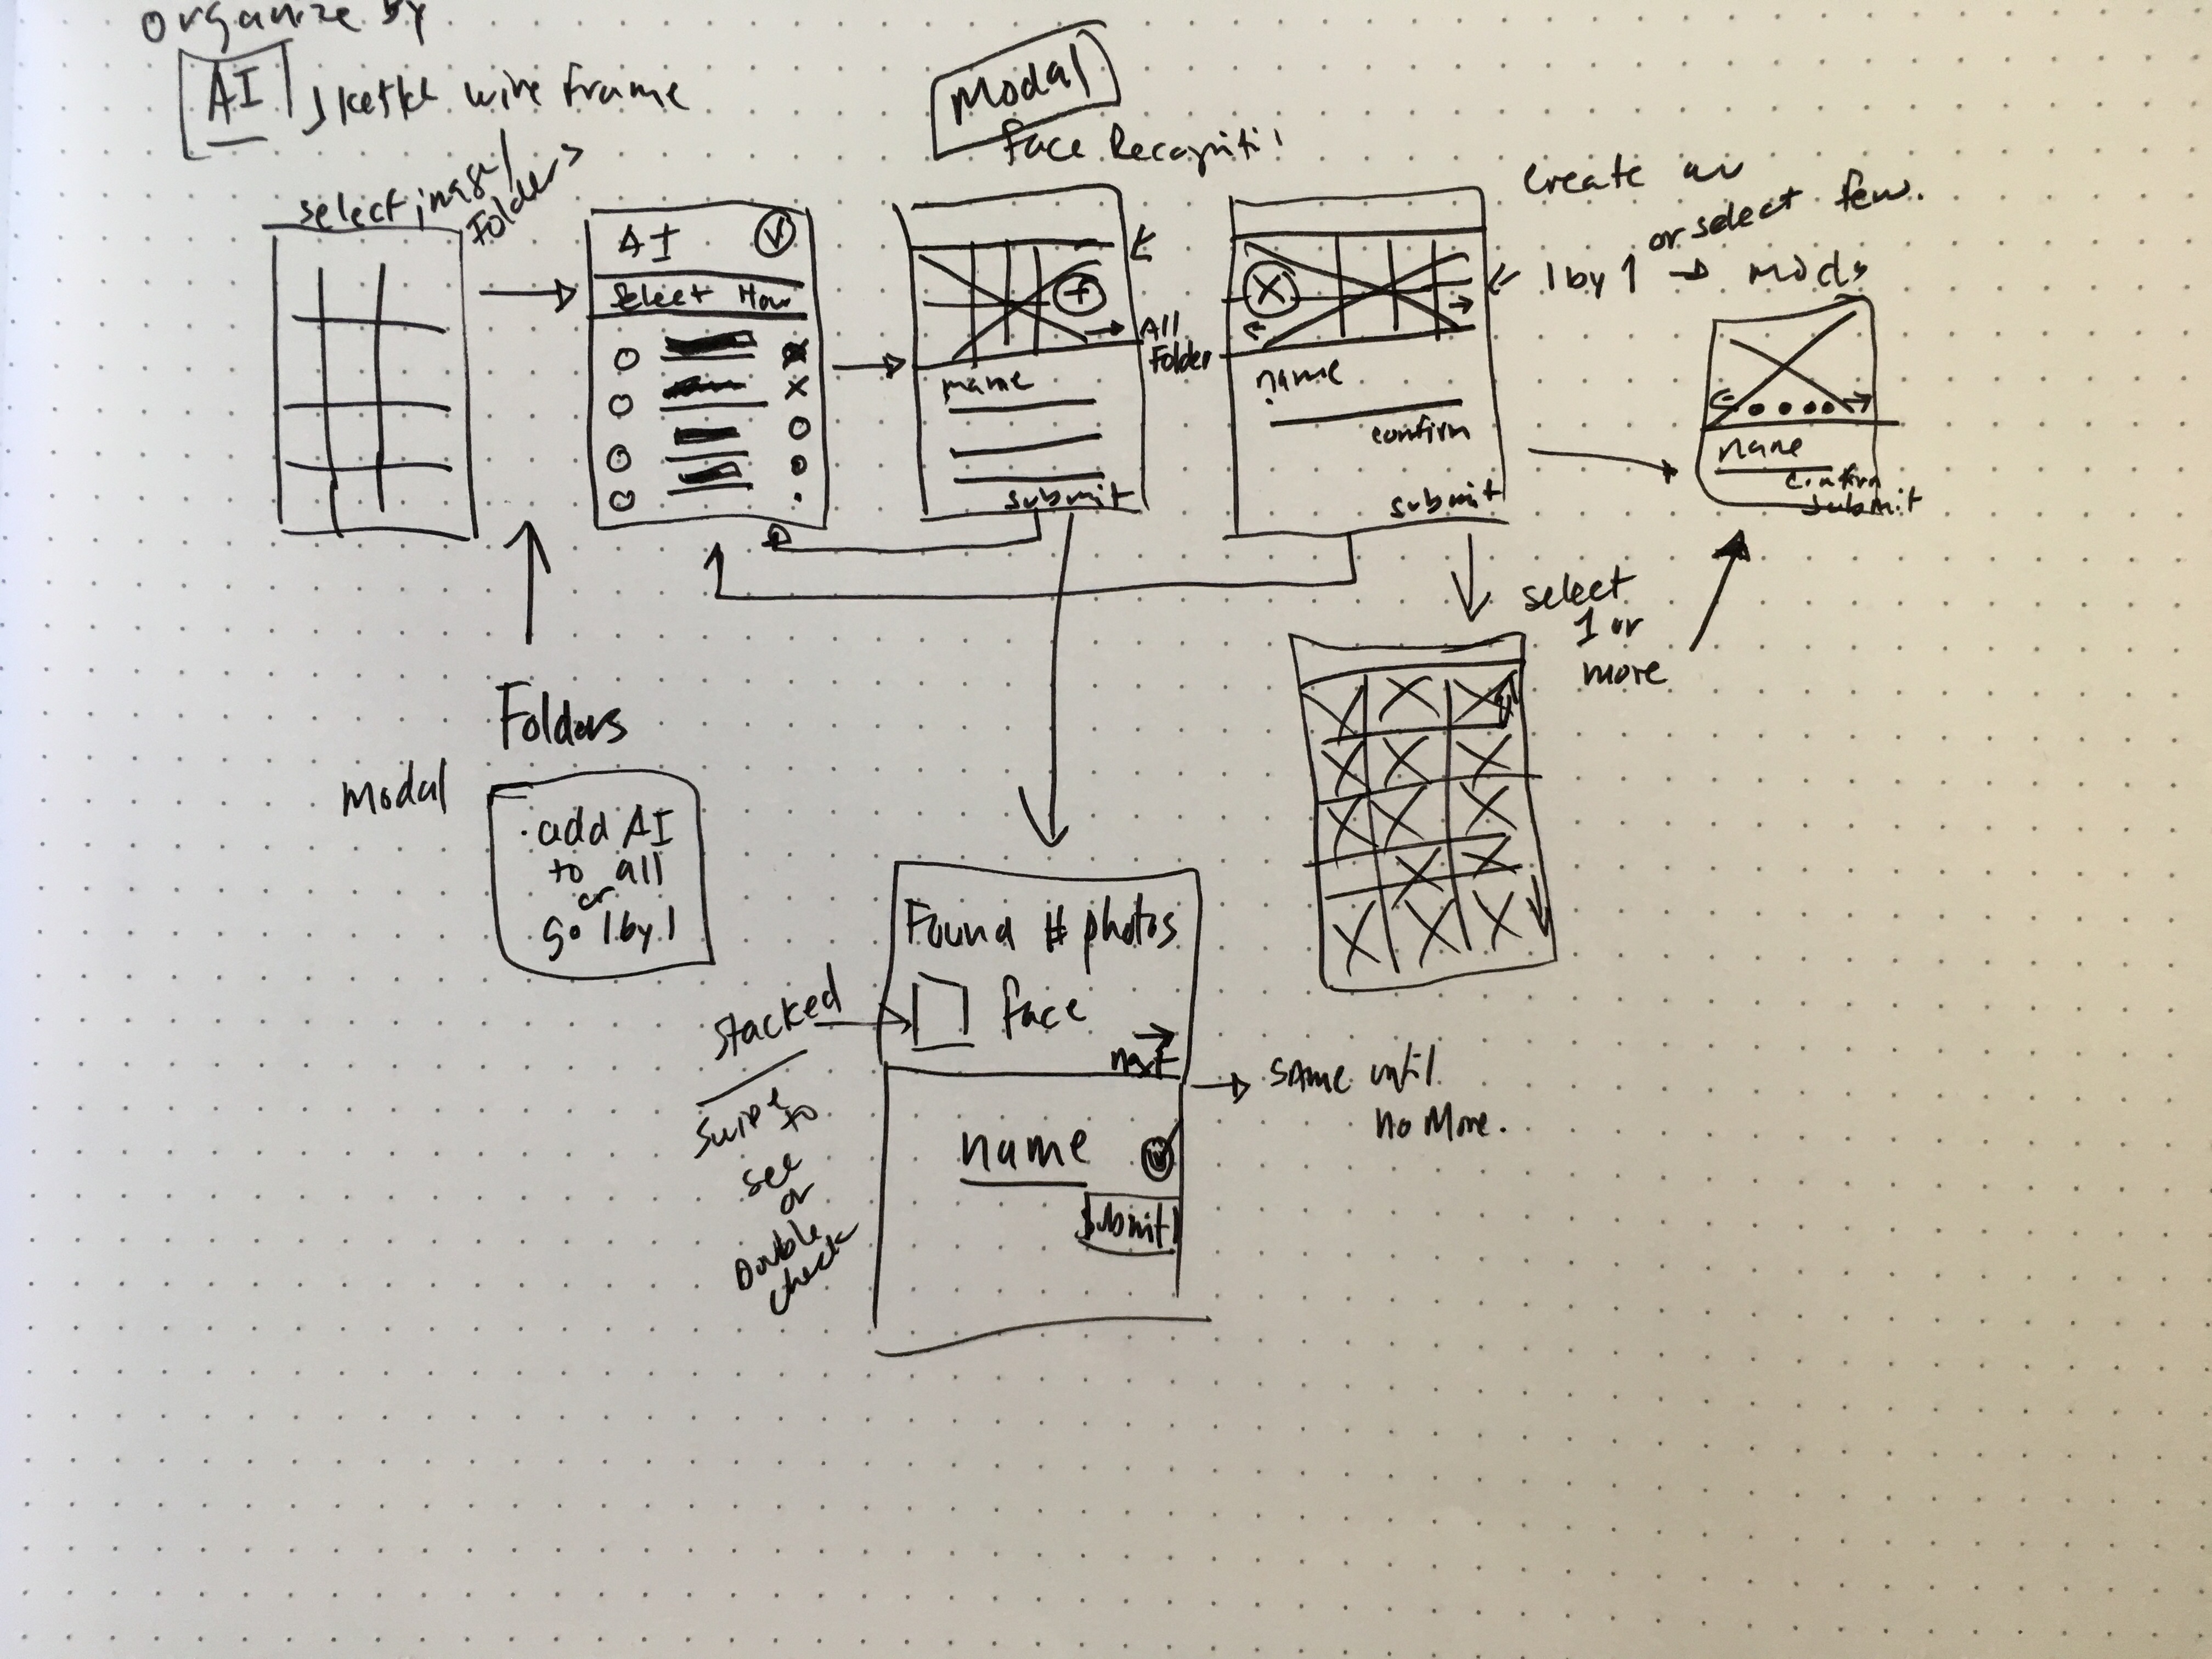 organize by
AI sketch wire frame
select image/
Folder
AI
Select How
Modal
Face Recogniti
All
Folder
name
submit
name
confirm
submit
create
or select few.
1 by 1 → mods
name
confirm
submit
select
1 or
more
Folders
modal
· add AI
to all
or
go 1 by 1
Found # photos
face
next
stacked
swipe to
see
or
Double
check
name
submit
same until
no more.